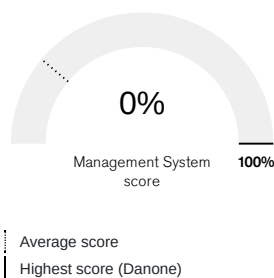 0%
Management System
score
100%
Average score
Highest score (Danone)